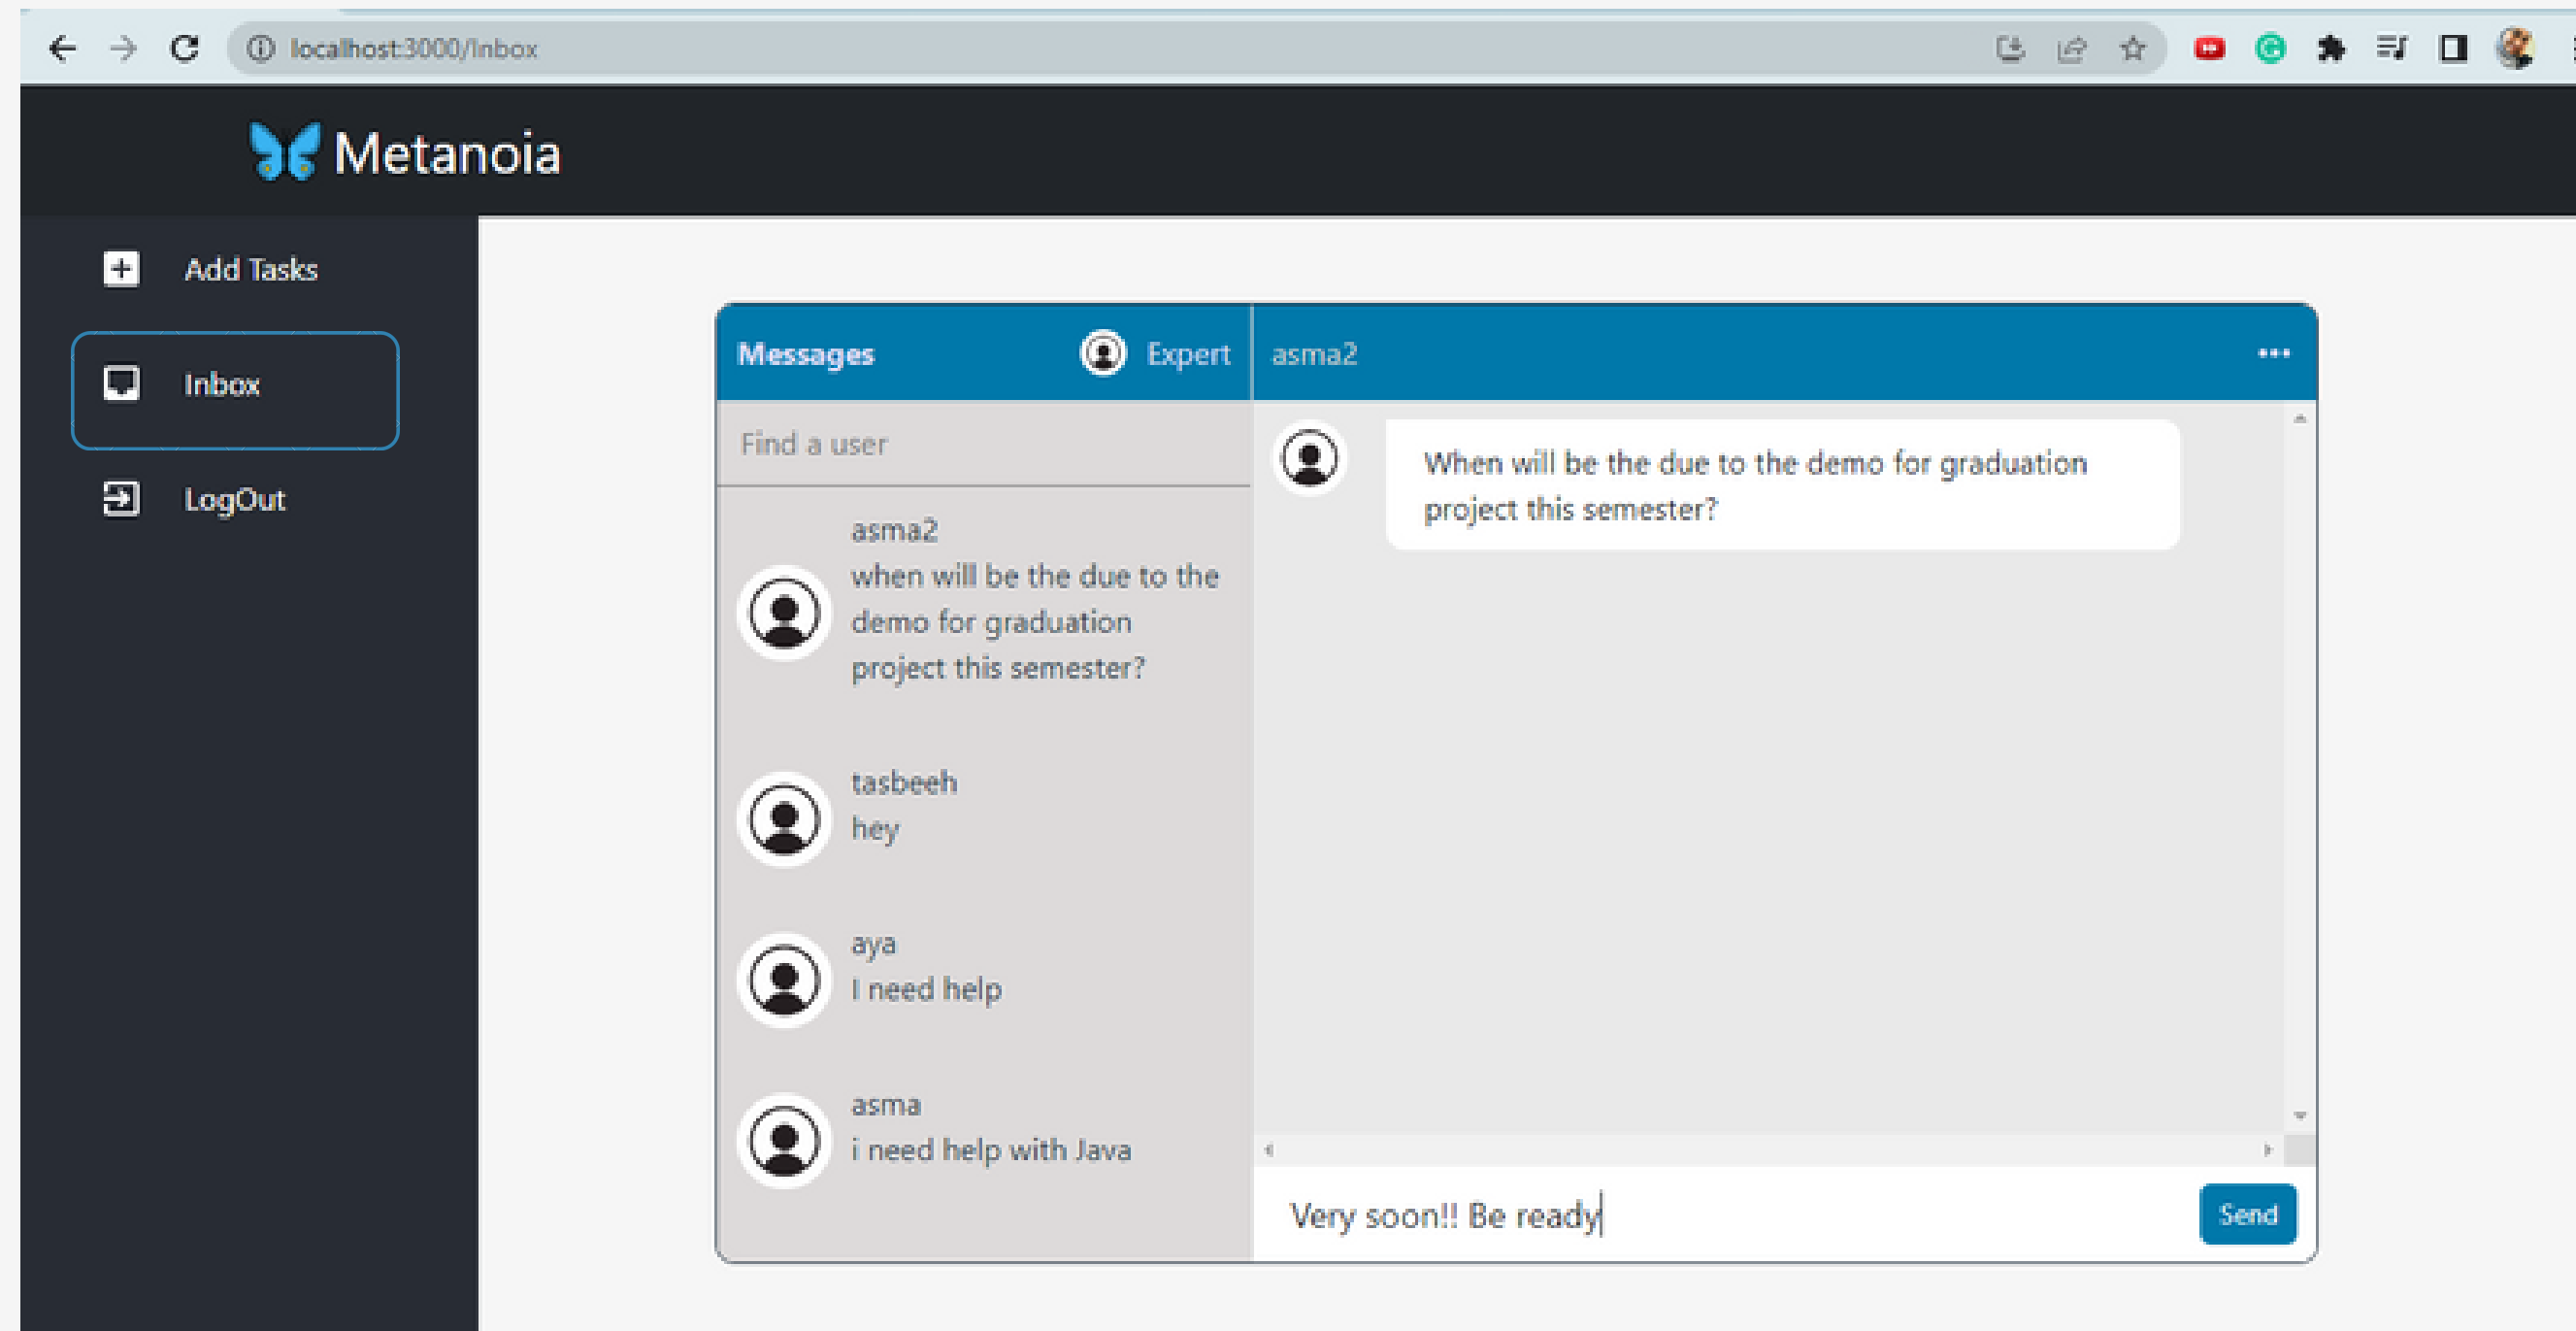 localhost:3000/Inbox
Metanoia
Add Tasks
Inbox
LogOut
Messages
Expert
asma2
Find a user
asma2
when will be the due to the
demo for graduation
project this semester?
tasbeeh
hey
aya
I need help
asma
i need help with Java
When will be the due to the demo for graduation
project this semester?
Very soon!! Be ready
Send